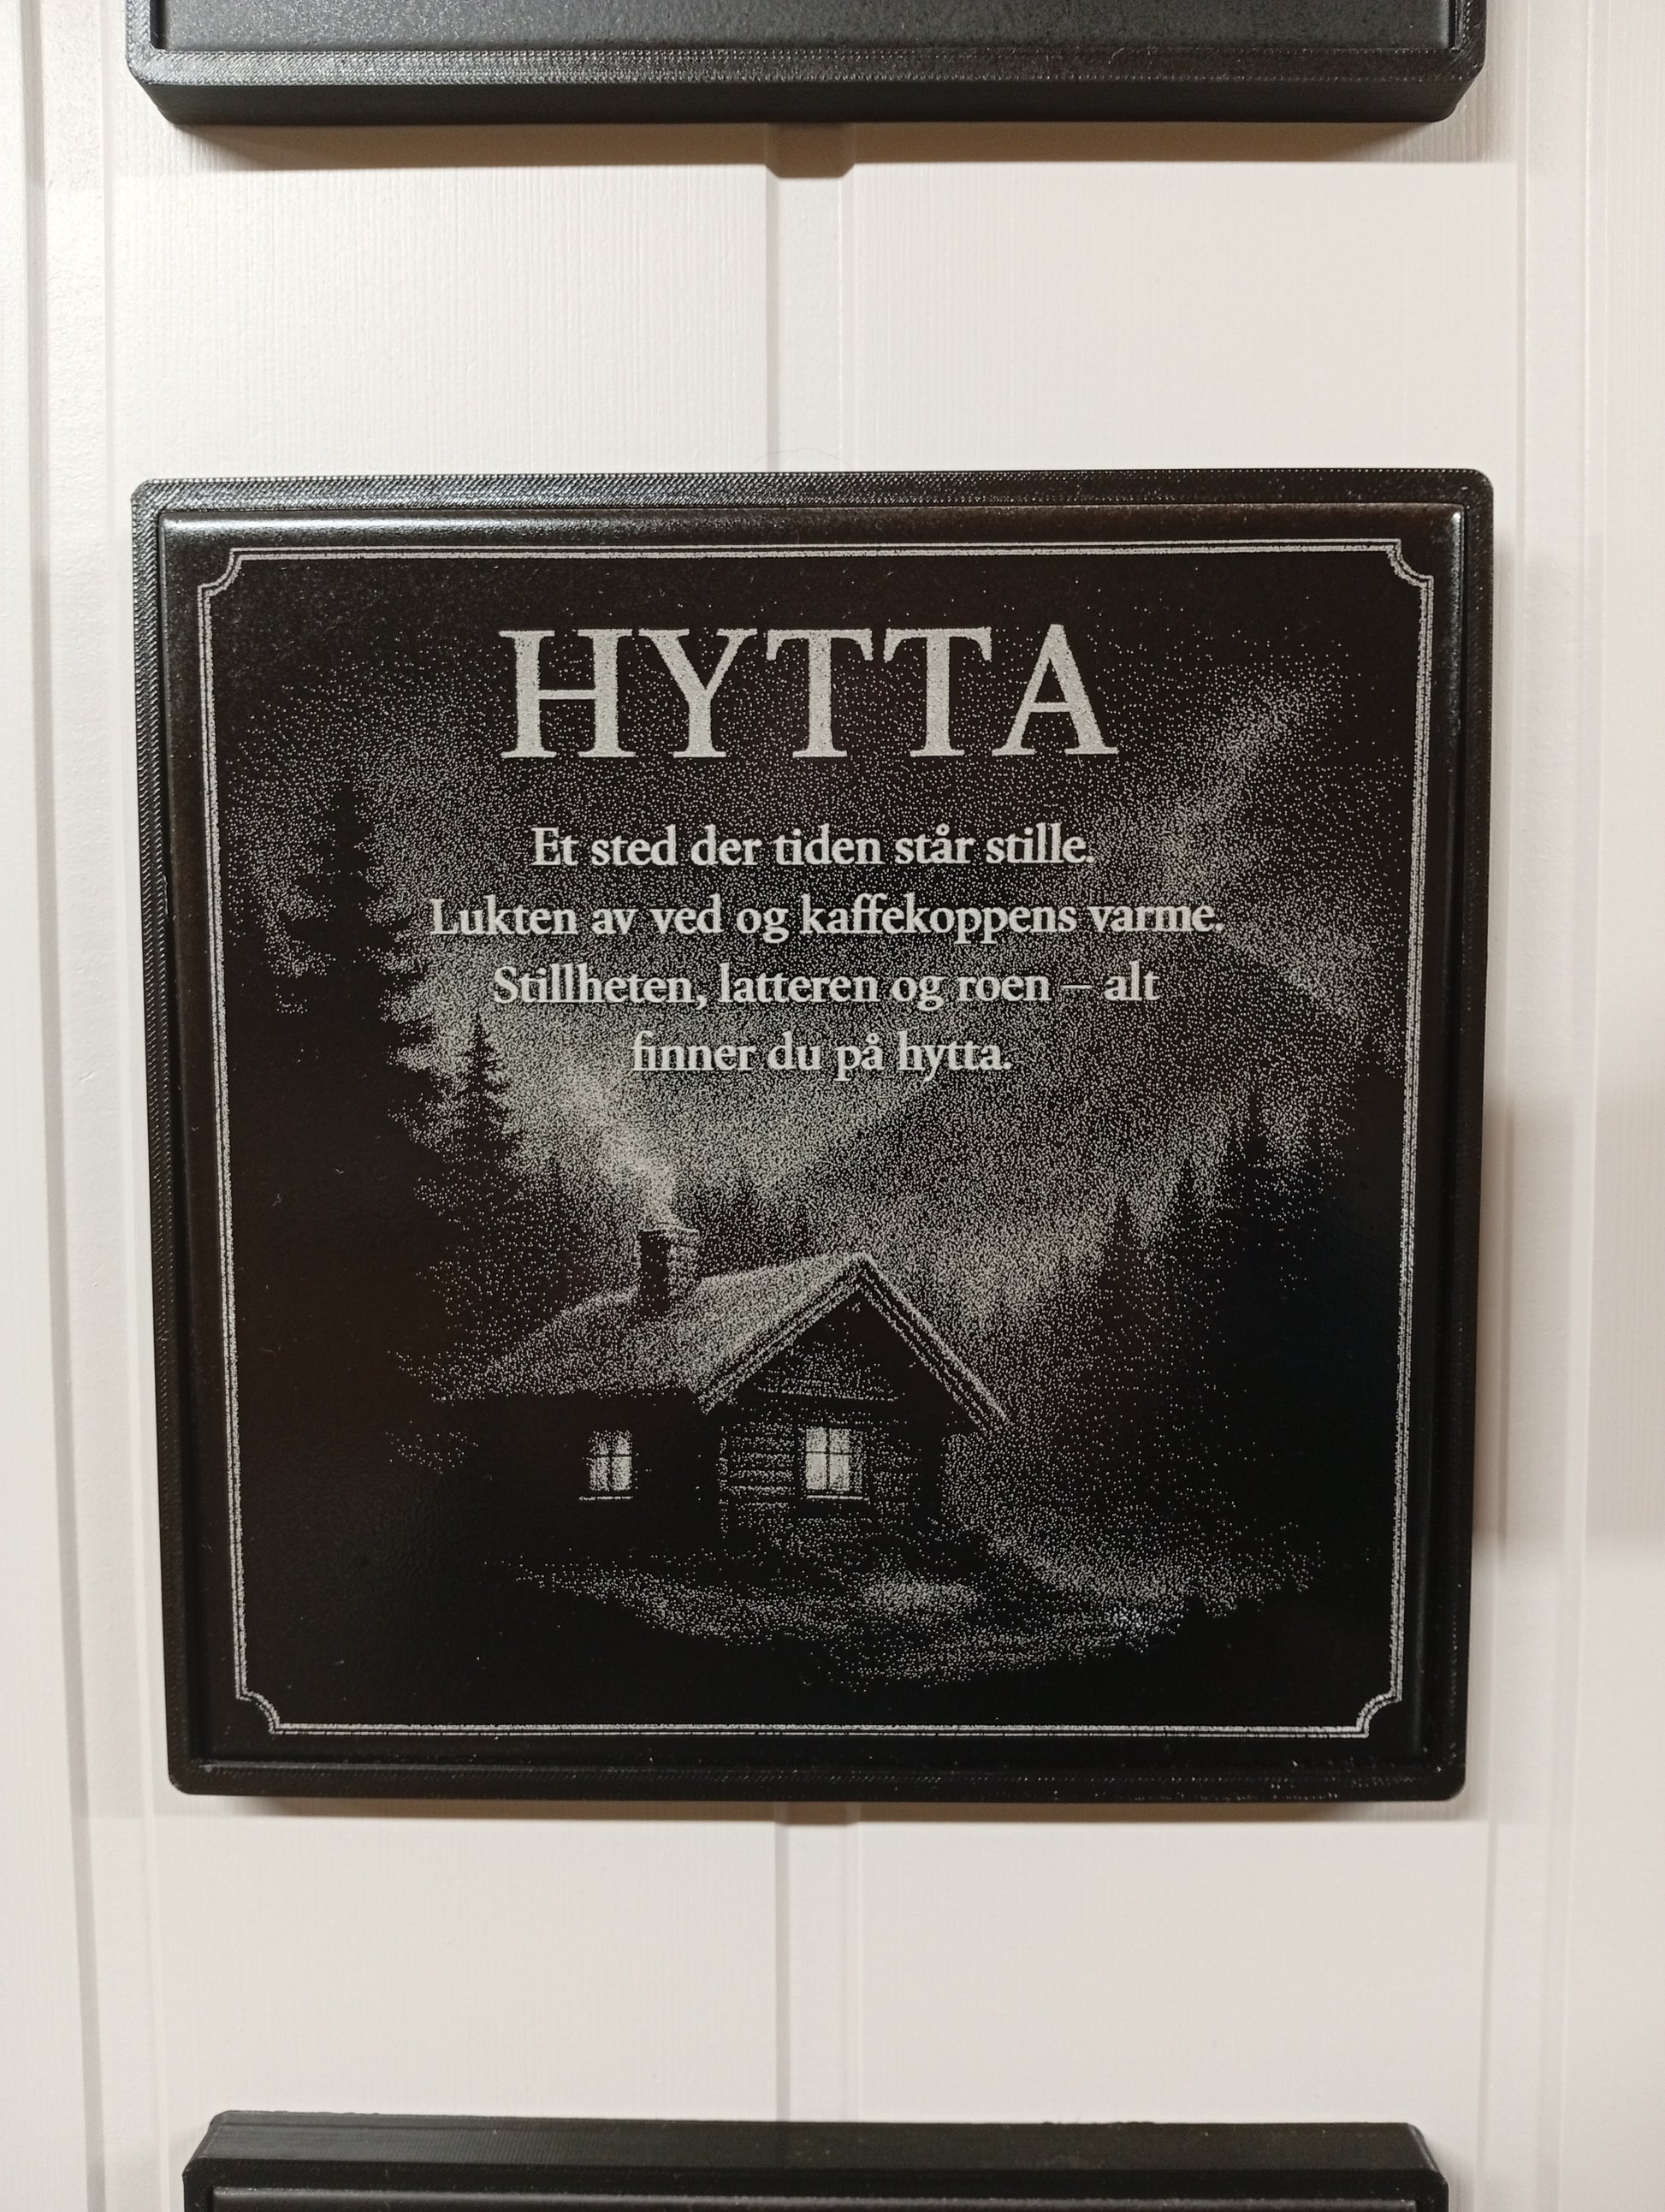 HYTTA
Et sted der tiden står stille.
Lukten av ved og kaffekoppens varme.
Stillheten, latteren og roen – alt
finner du på hytta.